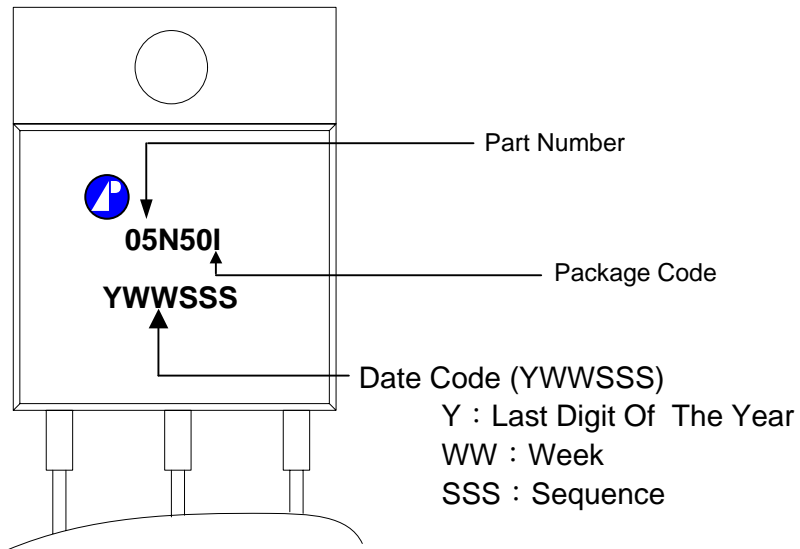 Part Number
05N50I
Package Code
YWWSSS
Date Code (YWWSSS)
Y：Last Digit Of The Year
WW：Week
SSS：Sequence